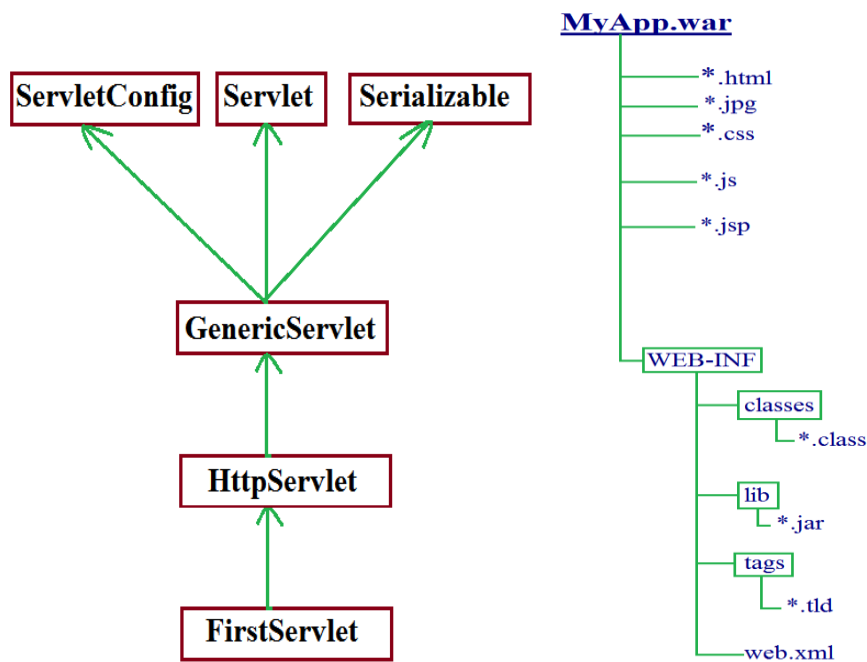 ServletConfig
Servlet
Serializable
GenericServlet
HttpServlet
FirstServlet
MyApp.war
*.html
*.jpg
*.css
*.js
*.jsp
WEB-INF
classes
*.class
lib
*.jar
tags
*.tld
web.xml